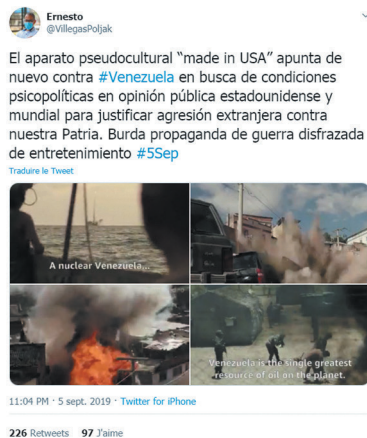 Ernesto
@VillegasPoljak
El aparato pseudocultural “made in USA” apunta de
nuevo contra #Venezuela en busca de condiciones
psicopolíticas en opinión pública estadounidense y
mundial para justificar agresión extranjera contra
nuestra Patria. Burda propaganda de guerra disfrazada
de entretenimiento #5Sep
Traduire le Tweet
A nuclear Venezuela...
Venezuela is the single greatest
resource of oil on the planet.
11:04 PM · 5 sept. 2019 · Twitter for iPhone
226 Retweets 97 J'aime